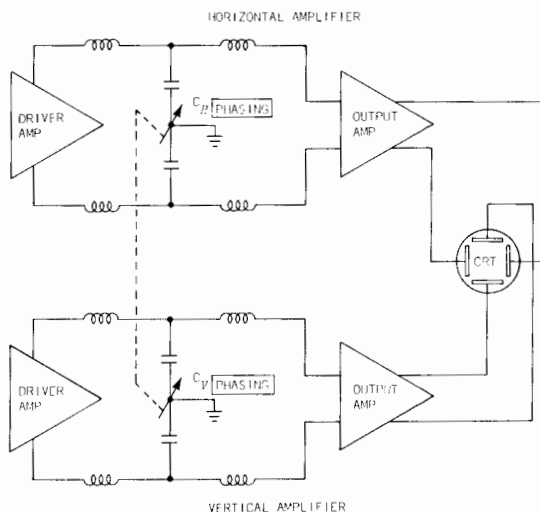 HORIZONTAL AMPLIFIER
DRIVER
AMP
C_H PHASING
OUTPUT
AMP
CRT
DRIVER
AMP
C_V PHASING
OUTPUT
AMP
VERTICAL AMPLIFIER